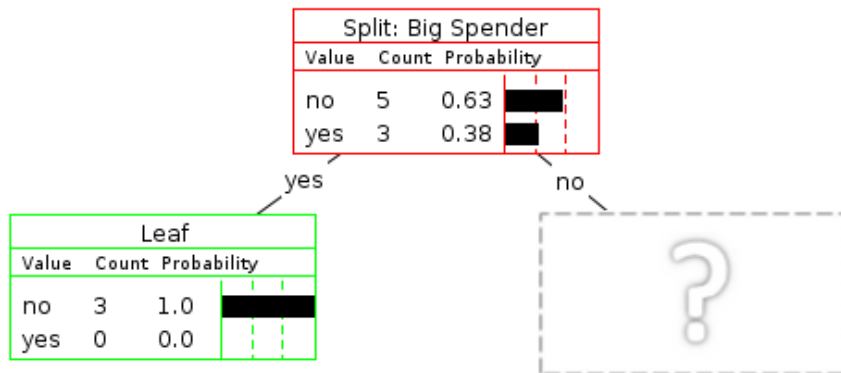 Split: Big Spender
Value Count Probability
no 5 0.63
yes 3 0.38
yes
no
Leaf
Value Count Probability
no 3 1.0
yes 0 0.0
?